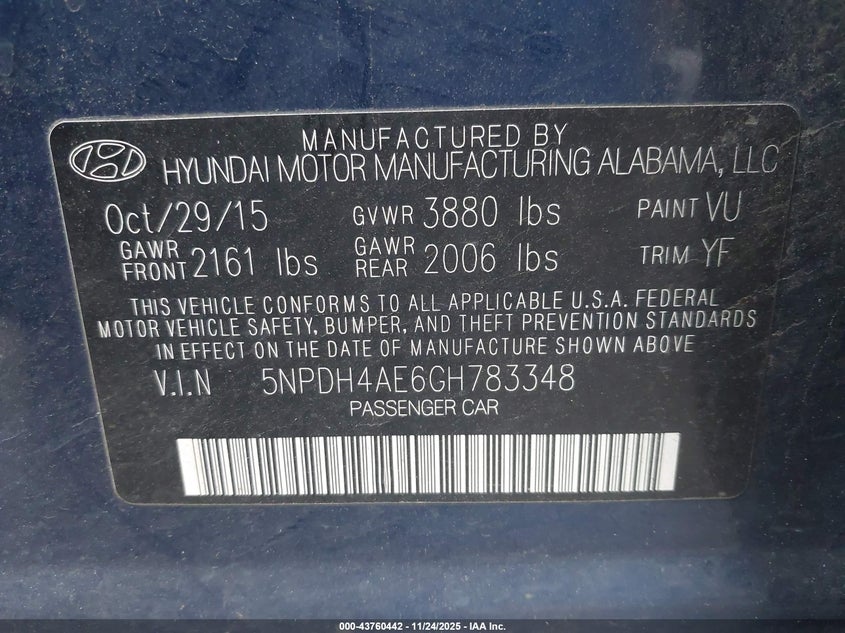 MANUFACTURED BY
HYUNDAI MOTOR MANUFACTURING ALABAMA, LLC
Oct/29/15 GVWR 3880 lbs PAINT VU
GAWR FRONT 2161 lbs GAWR REAR 2006 lbs TRIM YF
THIS VEHICLE CONFORMS TO ALL APPLICABLE U.S.A. FEDERAL
MOTOR VEHICLE SAFETY, BUMPER, AND THEFT PREVENTION STANDARDS
IN EFFECT ON THE DATE OF MANUFACTURE SHOWN ABOVE
V.I.N 5NPDH4AE6GH783348
PASSENGER CAR
000-43760442 - 11/24/2025 - IAA Inc.